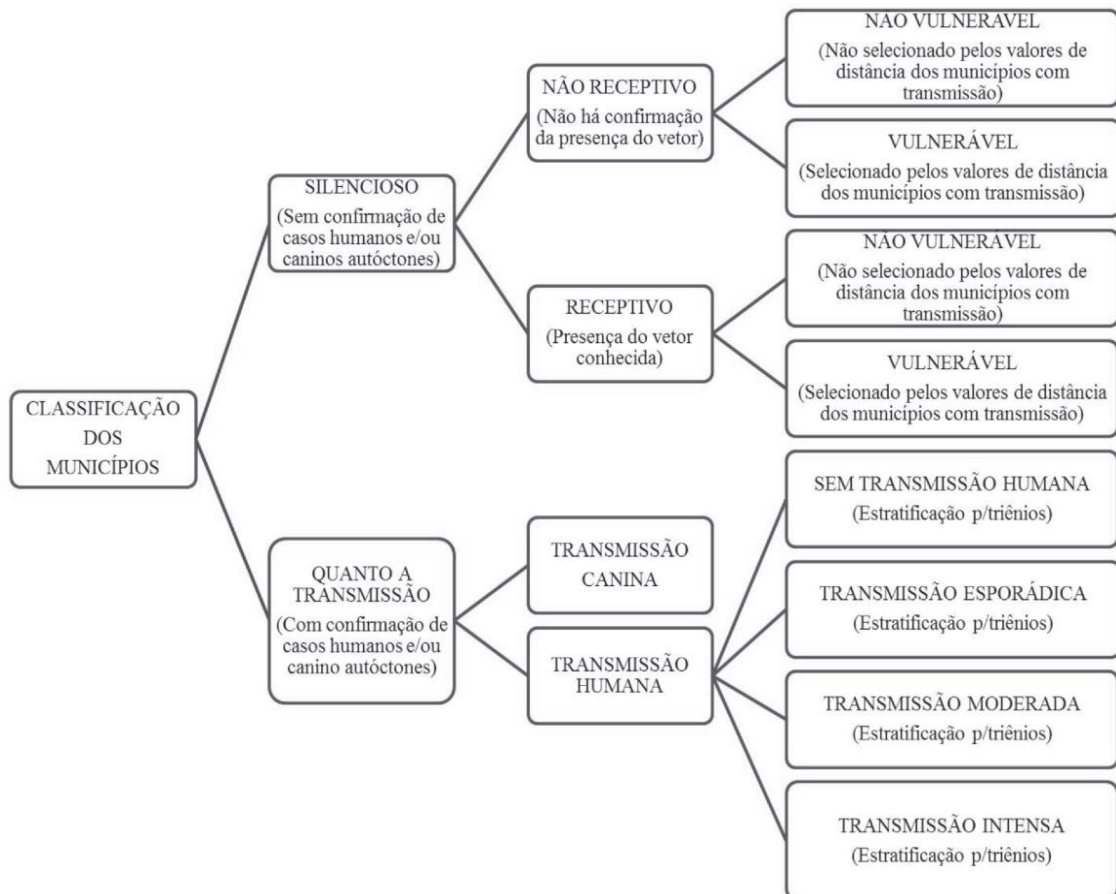 CLASSIFICAÇÃO
DOS
MUNICÍPIOS
SILENCIOSO
(Sem confirmação de
casos humanos e/ou
caninos autóctones)
NÃO RECEPTIVO
(Não há confirmação
da presença do vetor)
NÃO VULNERAVEL
(Não selecionado pelos valores de
distância dos municípios com
transmissão)
VULNERÁVEL
(Selecionado pelos valores de distância
dos municípios com transmissão)
RECEPTIVO
(Presença do vetor
conhecida)
NÃO VULNERÁVEL
(Não selecionado pelos valores de
distância dos municípios com
transmissão)
VULNERÁVEL
(Selecionado pelos valores de distância
dos municípios com transmissão)
QUANTO A
TRANSMISSÃO
(Com confirmação de
casos humanos e/ou
canino autóctones)
TRANSMISSÃO
CANINA
TRANSMISSÃO
HUMANA
SEM TRANSMISSÃO HUMANA
(Estratificação p/triênios)
TRANSMISSÃO ESPORÁDICA
(Estratificação p/triênios)
TRANSMISSÃO MODERADA
(Estratificação p/triênios)
TRANSMISSÃO INTENSA
(Estratificação p/triênios)